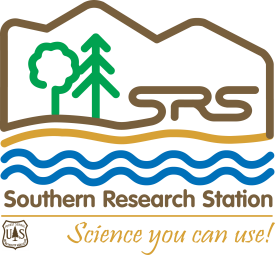 SRS
Southern Research Station
U S
Science you can use!